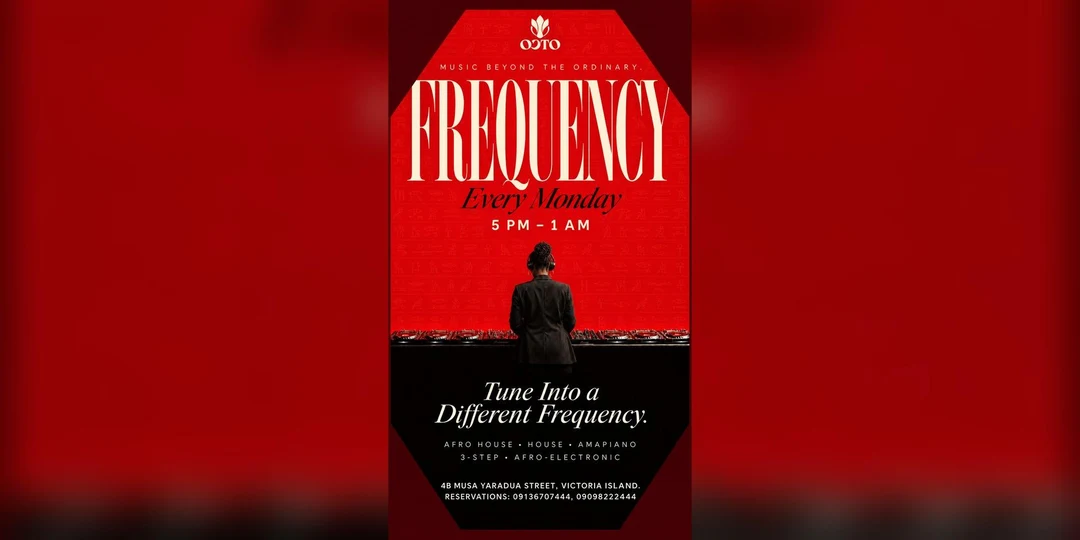 OCTO
MUSIC BEYOND THE ORDINARY.
FREQUENCY
Every Monday
5 PM – 1 AM
Tune Into a
Different Frequency.
AFRO HOUSE • HOUSE • AMAPIANO
3-STEP • AFRO-ELECTRONIC
4B MUSA YARADUA STREET, VICTORIA ISLAND.
RESERVATIONS: 09136707444, 09098222444